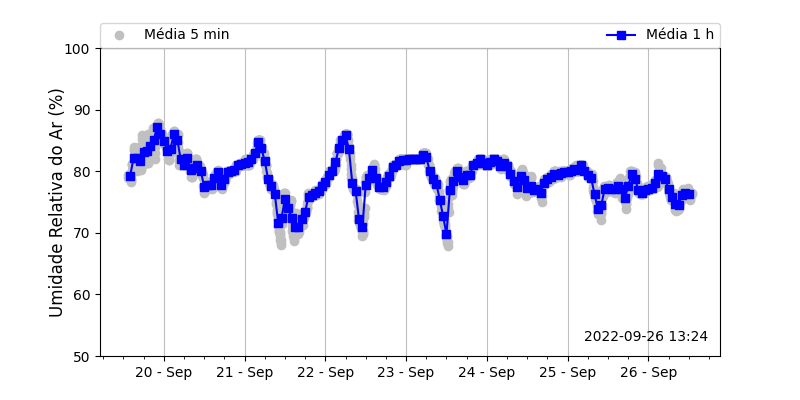 Média 5 min
Média 1 h
Umidade Relativa do Ar (%)
100
90
80
70
60
50
2022-09-26 13:24
20 - Sep
21 - Sep
22 - Sep
23 - Sep
24 - Sep
25 - Sep
26 - Sep